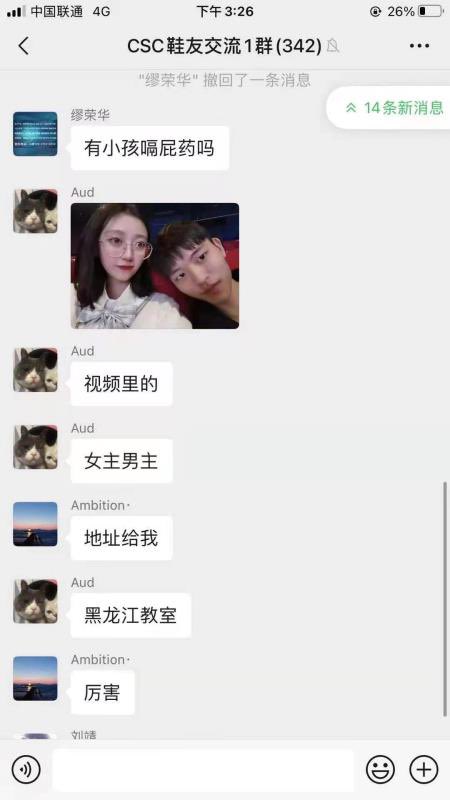 中国联通 4G 下午3:26 26%
CSC鞋友交流1群(342)
"缪荣华" 撤回了一条消息
14条新消息
缪荣华
有小孩嗝屁药吗
Aud
Aud
视频里的
Aud
女主男主
Ambition·
地址给我
Aud
黑龙江教室
Ambition·
厉害
刘靖